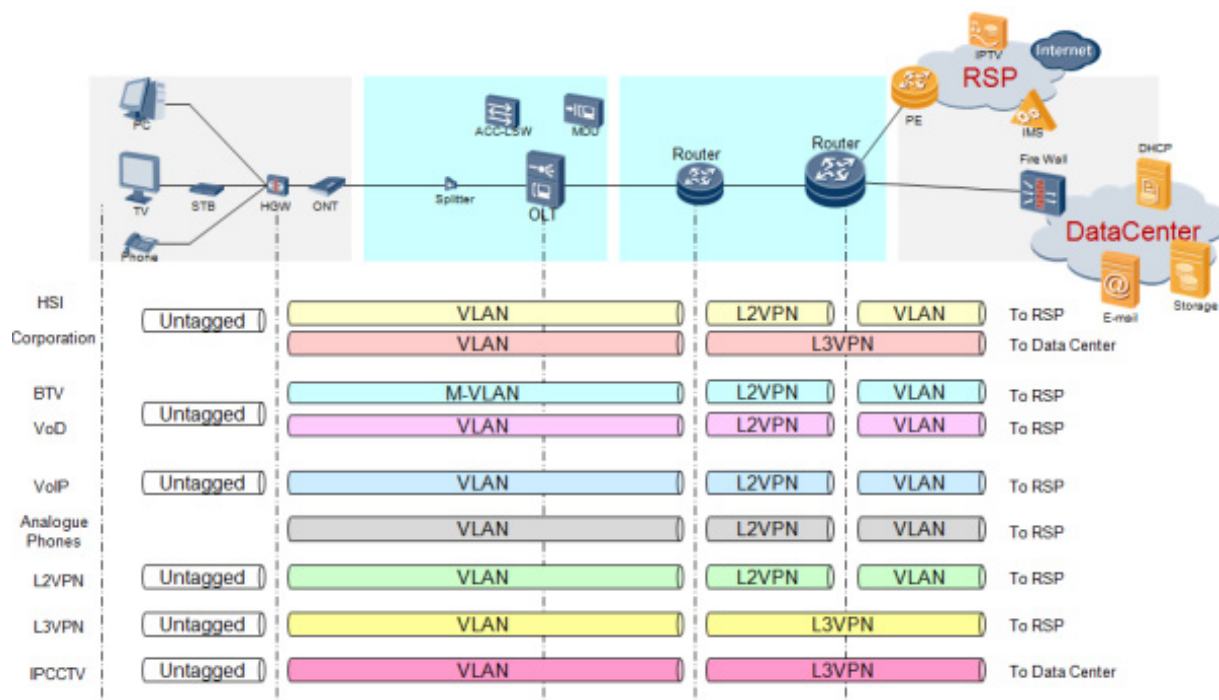 IPTV
Internet
RSP
PE
IMS
PC
ACC-LSW
MDU
Router
Router
Fire Wall
DHCP
TV
STB
HGW
ONT
Splitter
OLT
Phone
DataCenter
E-mail
Storage
HSI
Untagged
VLAN
L2VPN
VLAN
To RSP
Corporation
VLAN
L3VPN
To Data Center
BTV
Untagged
M-VLAN
L2VPN
VLAN
To RSP
VoD
VLAN
L2VPN
VLAN
To RSP
VoIP
Untagged
VLAN
L2VPN
VLAN
To RSP
Analogue
Phones
VLAN
L2VPN
VLAN
To RSP
L2VPN
Untagged
VLAN
L2VPN
VLAN
To RSP
L3VPN
Untagged
VLAN
L3VPN
To RSP
IPCCTV
Untagged
VLAN
L3VPN
To Data Center